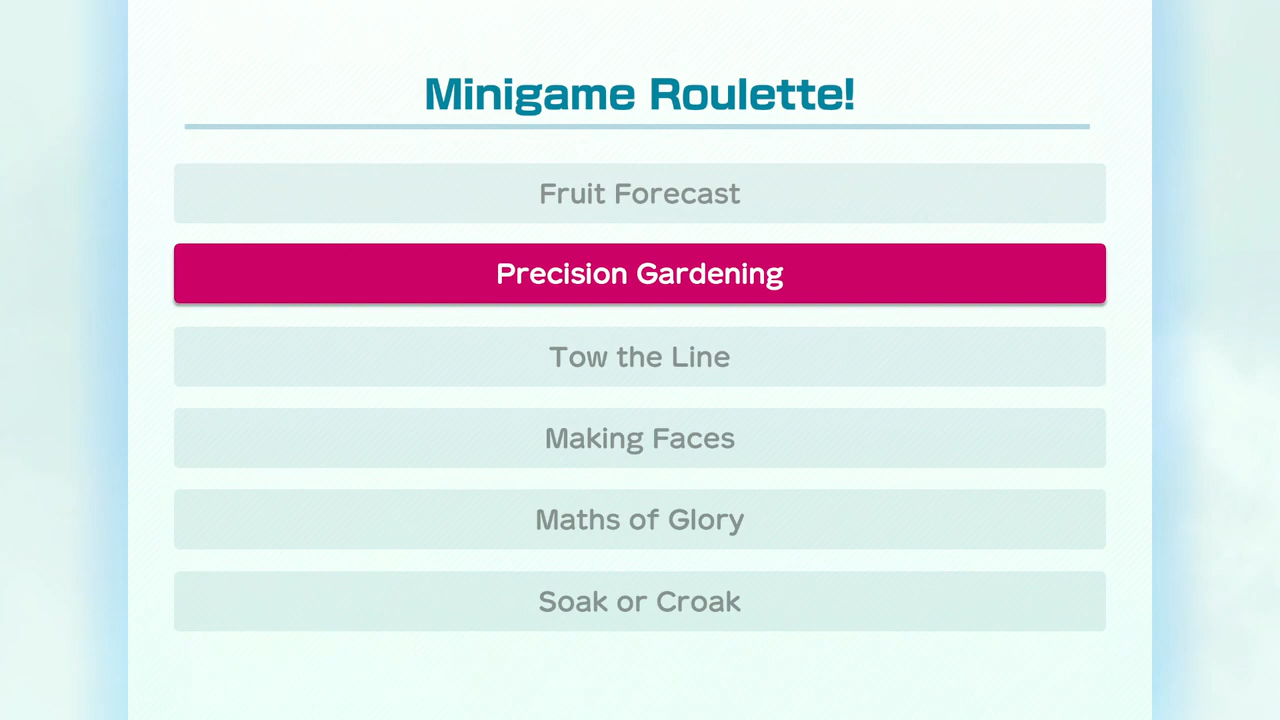 Minigame Roulette!
Fruit Forecast
Precision Gardening
Tow the Line
Making Faces
Maths of Glory
Soak or Croak